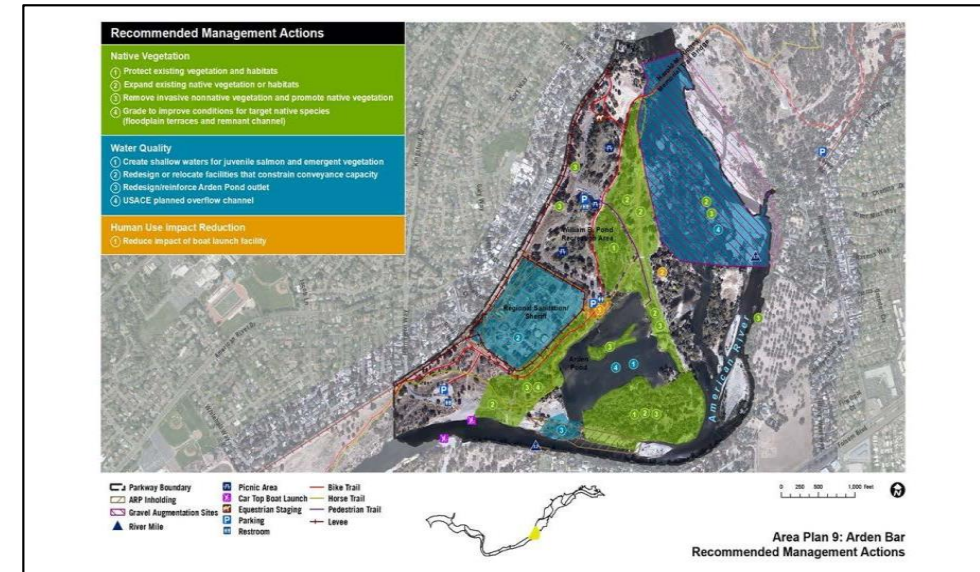 Recommended Management Actions
Native Vegetation
1 Protect existing vegetation and habitats
2 Expand existing native vegetation or habitats
3 Remove invasive nonnative vegetation and promote native vegetation
4 Grade to improve conditions for target native species
(floodplain terraces and remnant channel)
Water Quality
1 Create shallow waters for juvenile salmon and emergent vegetation
2 Redesign or relocate facilities that constrain conveyance capacity
3 Redesign/reinforce Arden Pond outlet
4 USACE planned overflow channel
Human Use Impact Reduction
1 Reduce impact of boat launch facility
William B. Pond
Recreation Area
Regional Sanitation/
Sheriff
Arden
Pond
American River
Folsom Blvd
Parkway Boundary
ARP Inholding
Gravel Augmentation Sites
River Mile
Picnic Area
Car Top Boat Launch
Equestrian Staging
Parking
Restroom
Bike Trail
Horse Trail
Pedestrian Trail
Levee
0 250 500 1,000 Feet
N
Area Plan 9: Arden Bar
Recommended Management Actions